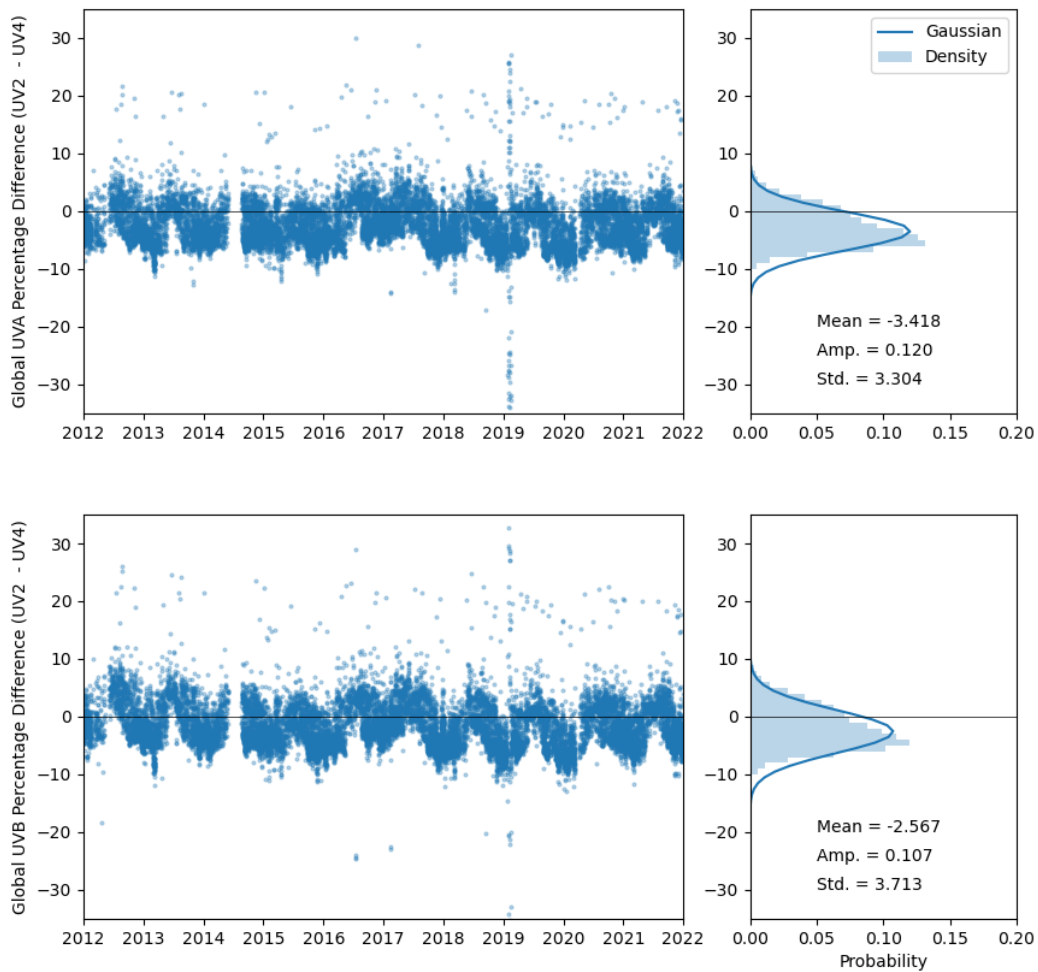 Global UVA Percentage Difference (UV2  - UV4)
30
20
10
0
−10
−20
−30
2012 2013 2014 2015 2016 2017 2018 2019 2020 2021 2022
Gaussian
Density
30
20
10
0
−10
−20
−30
Mean = -3.418
Amp. = 0.120
Std. = 3.304
0.00 0.05 0.10 0.15 0.20
Global UVB Percentage Difference (UV2  - UV4)
30
20
10
0
−10
−20
−30
2012 2013 2014 2015 2016 2017 2018 2019 2020 2021 2022
30
20
10
0
−10
−20
−30
Mean = -2.567
Amp. = 0.107
Std. = 3.713
0.00 0.05 0.10 0.15 0.20
Probability